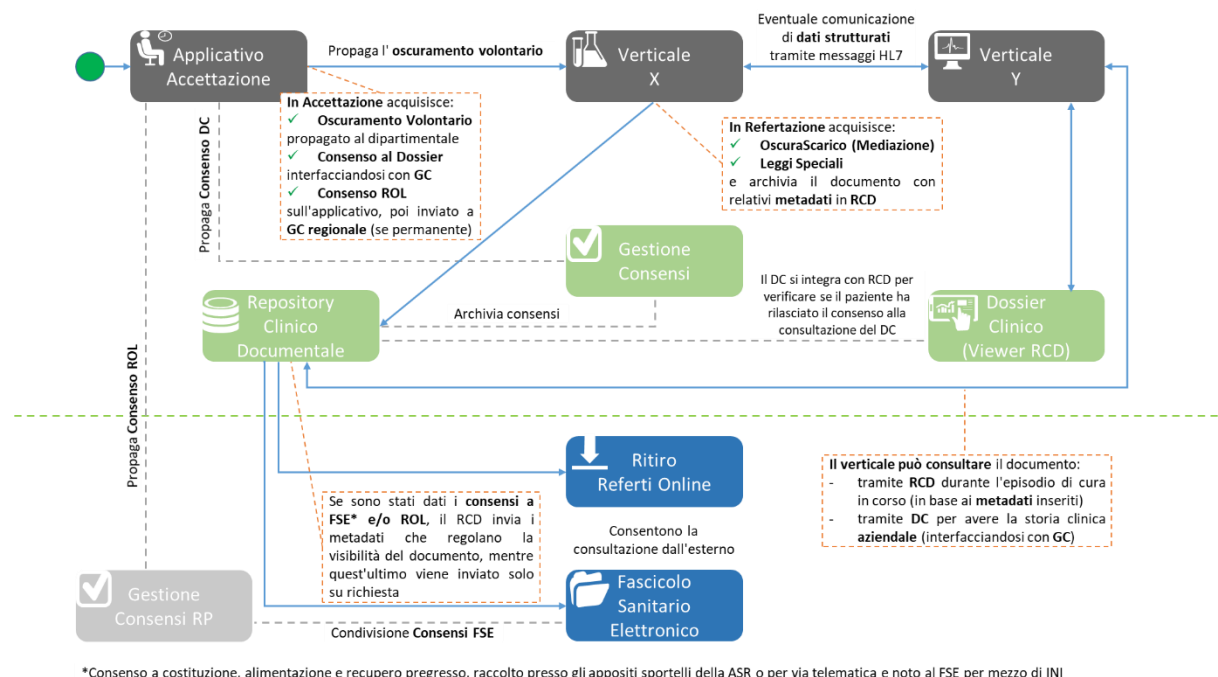 Applicativo
Accettazione
Propaga l' oscuramento volontario
Verticale
X
Eventuale comunicazione
di dati strutturati
tramite messaggi HL7
Verticale
Y
In Accettazione acquisisce:
✓ Oscuramento Volontario
propagato al dipartimentale
✓ Consenso al Dossier
interfacciandosi con GC
✓ Consenso ROL
sull'applicativo, poi inviato a
GC regionale (se permanente)
In Refertazione acquisisce:
✓ OscuraScarico (Mediazione)
✓ Leggi Speciali
e archivia il documento con
relativi metadati in RCD
Propaga Consenso DC
Gestione
Consensi
Repository
Clinico
Documentale
Archivia consensi
Il DC si integra con RCD per
verificare se il paziente ha
rilasciato il consenso alla
consultazione del DC
Dossier
Clinico
(Viewer RCD)
Propaga Consenso ROL
Ritiro
Referti Online
Il verticale può consultare il documento:
- tramite RCD durante l'episodio di cura
in corso (in base ai metadati inseriti)
- tramite DC per avere la storia clinica
aziendale (interfacciandosi con GC)
Se sono stati dati i consensi a
FSE* e/o ROL, il RCD invia i
metadati che regolano la
visibilità del documento, mentre
quest'ultimo viene inviato solo
su richiesta
Consentono la
consultazione dall'esterno
Gestione
Consensi RP
Condivisione Consensi FSE
Fascicolo
Sanitario
Elettronico
*Consenso a costituzione, alimentazione e recupero pregresso, raccolto presso gli appositi sportelli della ASR o per via telematica e noto al FSE per mezzo di INI